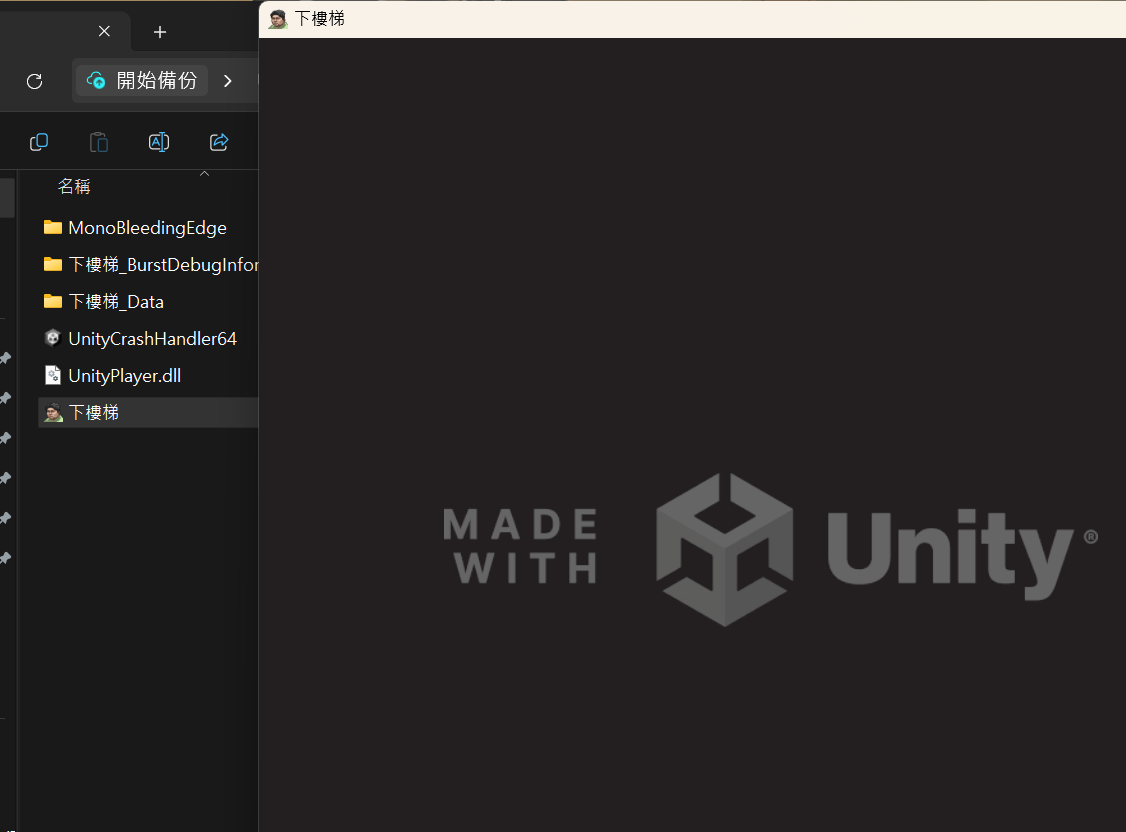 下樓梯
開始備份
名稱
MonoBleedingEdge
下樓梯_BurstDebugInfor
下樓梯_Data
UnityCrashHandler64
UnityPlayer.dll
下樓梯
MADE
WITH
Unity®